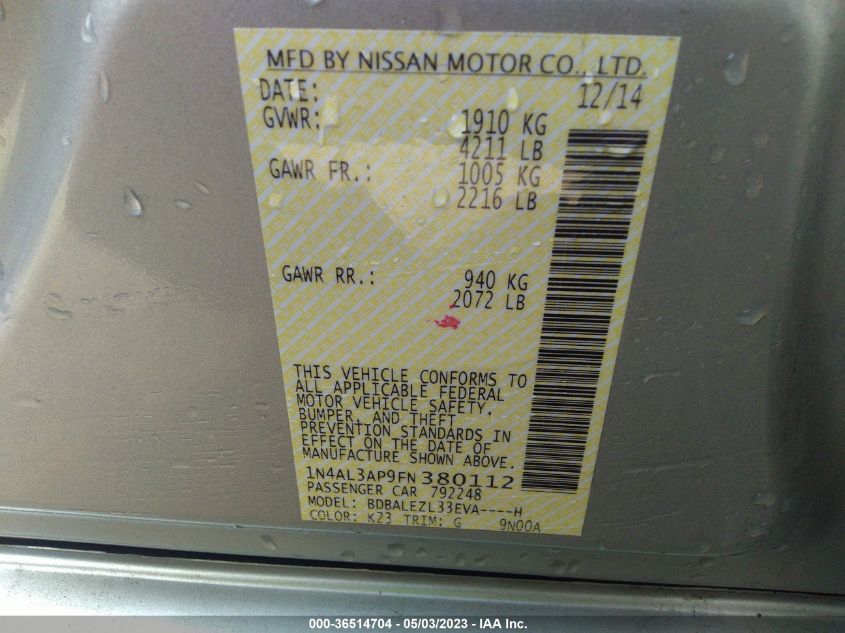 MFD BY NISSAN MOTOR CO., LTD.
DATE: 12/14
GVWR: 1910 KG
4211 LB
GAWR FR.: 1005 KG
2216 LB
GAWR RR.: 940 KG
2072 LB
THIS VEHICLE CONFORMS TO
ALL APPLICABLE FEDERAL
MOTOR VEHICLE SAFETY,
BUMPER, AND THEFT
PREVENTION STANDARDS IN
EFFECT ON THE DATE OF
MANUFACTURE SHOWN ABOVE.
1N4AL3AP9FN380112
PASSENGER CAR 792248
MODEL: BDBALEZL33EVA----H
COLOR: K23 TRIM: G 9N00A
000-36514704 - 05/03/2023 - IAA Inc.